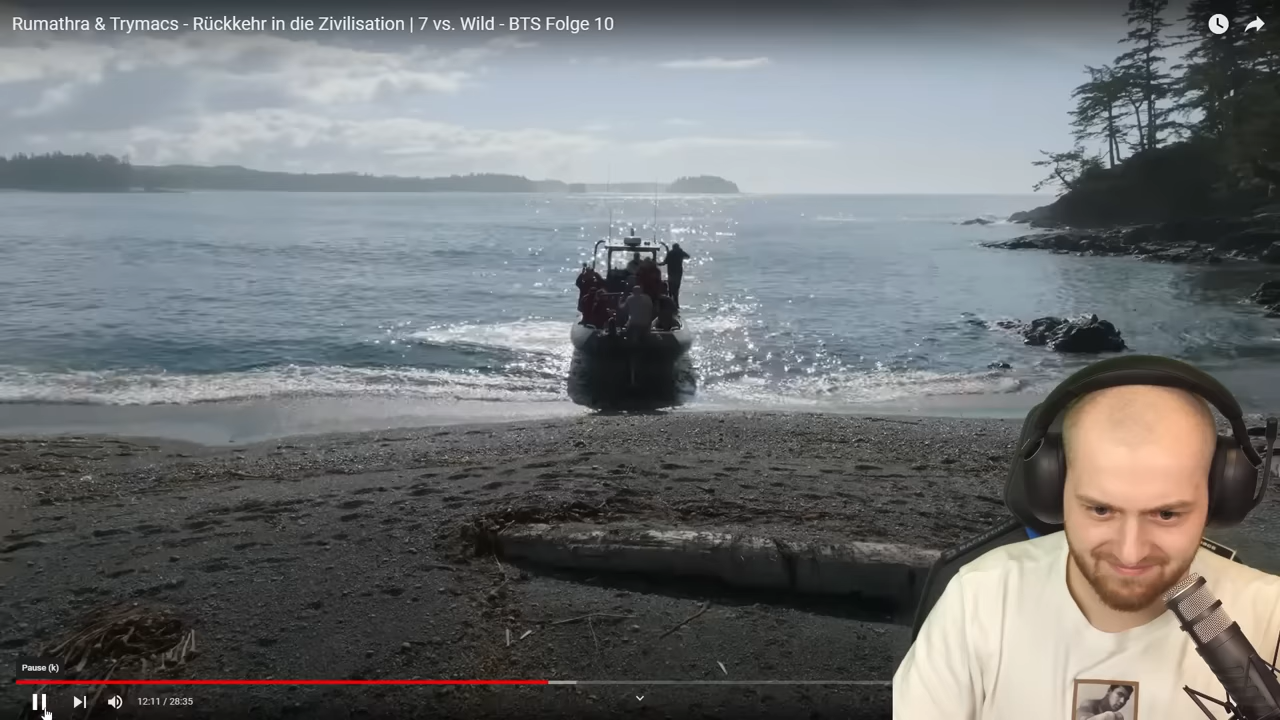 Rumathra & Trymacs - Rückkehr in die Zivilisation | 7 vs. Wild - BTS Folge 10
Pause (k)
12:11 / 28:35